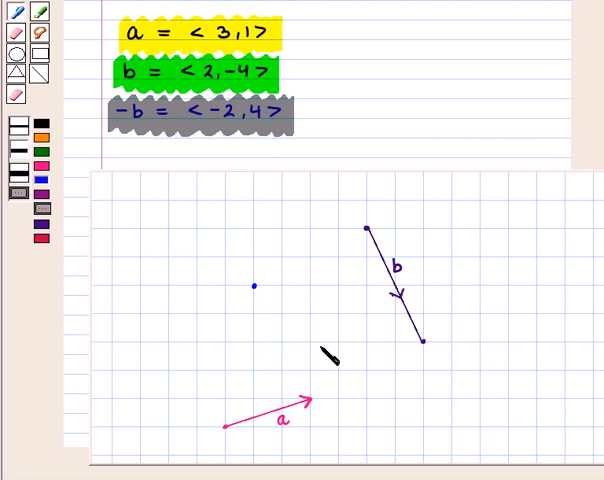 a = < 3, 1 >
b = < 2, -4 >
-b = < -2, 4 >
b
a